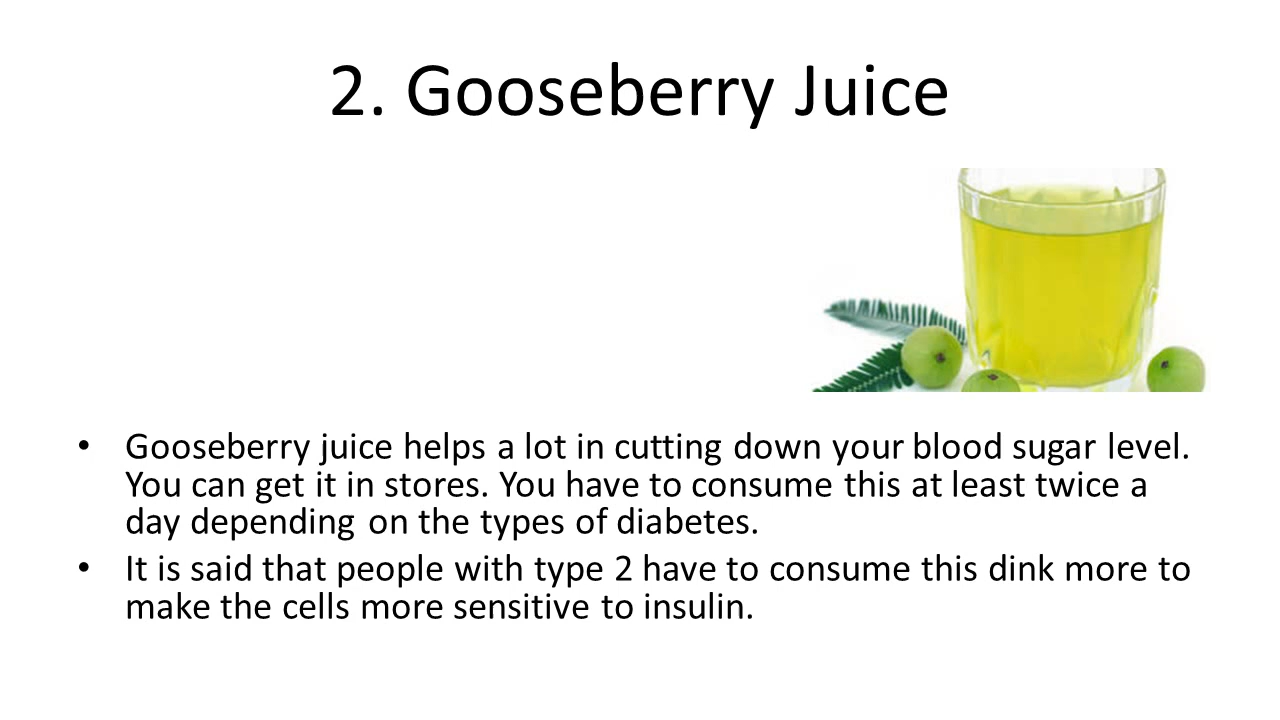 2. Gooseberry Juice
• Gooseberry juice helps a lot in cutting down your blood sugar level.
You can get it in stores. You have to consume this at least twice a
day depending on the types of diabetes.
• It is said that people with type 2 have to consume this dink more to
make the cells more sensitive to insulin.